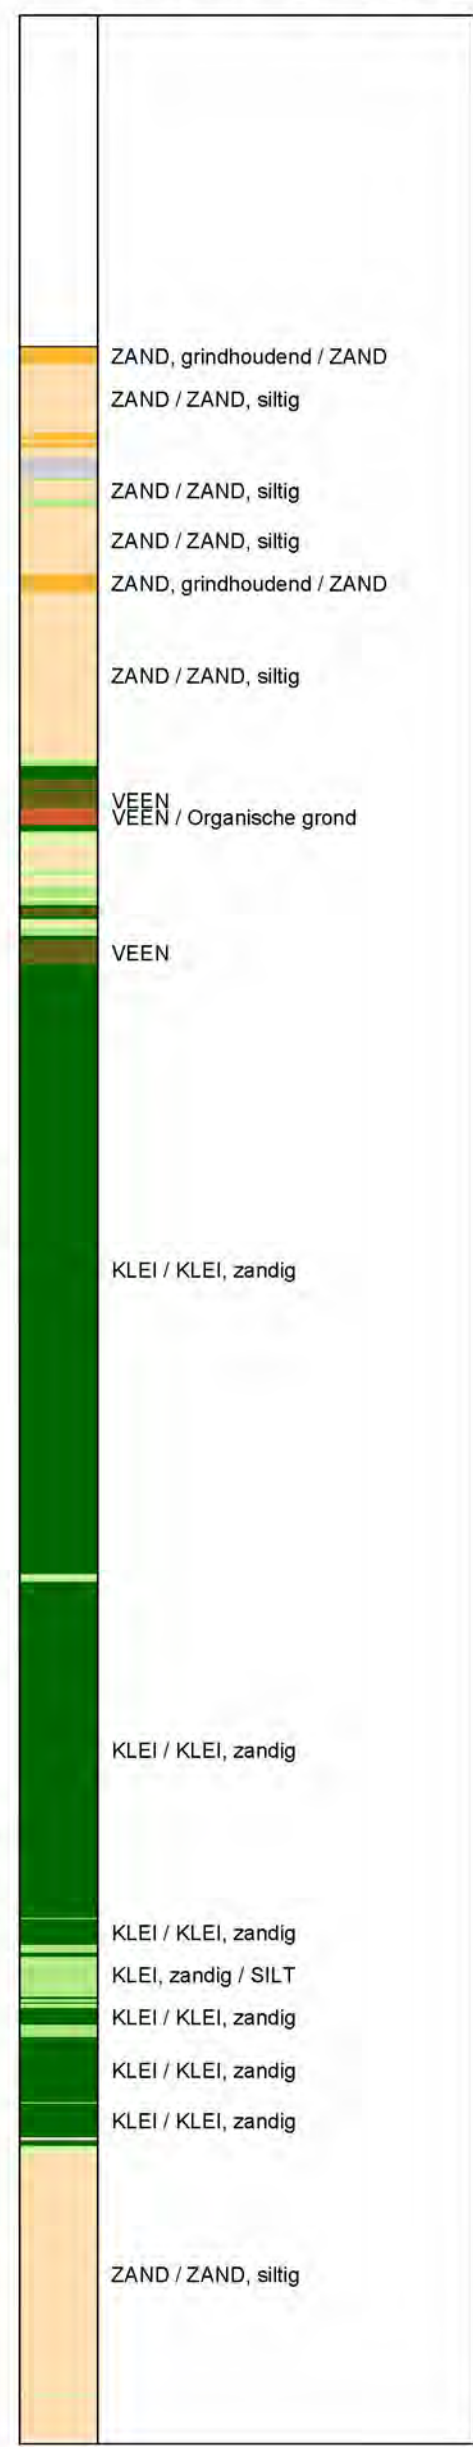 ZAND, grindhoudend / ZAND
ZAND / ZAND, siltig
ZAND / ZAND, siltig
ZAND / ZAND, siltig
ZAND, grindhoudend / ZAND
ZAND / ZAND, siltig
VEEN
VEEN / Organische grond
VEEN
KLEI / KLEI, zandig
KLEI / KLEI, zandig
KLEI / KLEI, zandig
KLEI, zandig / SILT
KLEI / KLEI, zandig
KLEI / KLEI, zandig
KLEI / KLEI, zandig
ZAND / ZAND, siltig